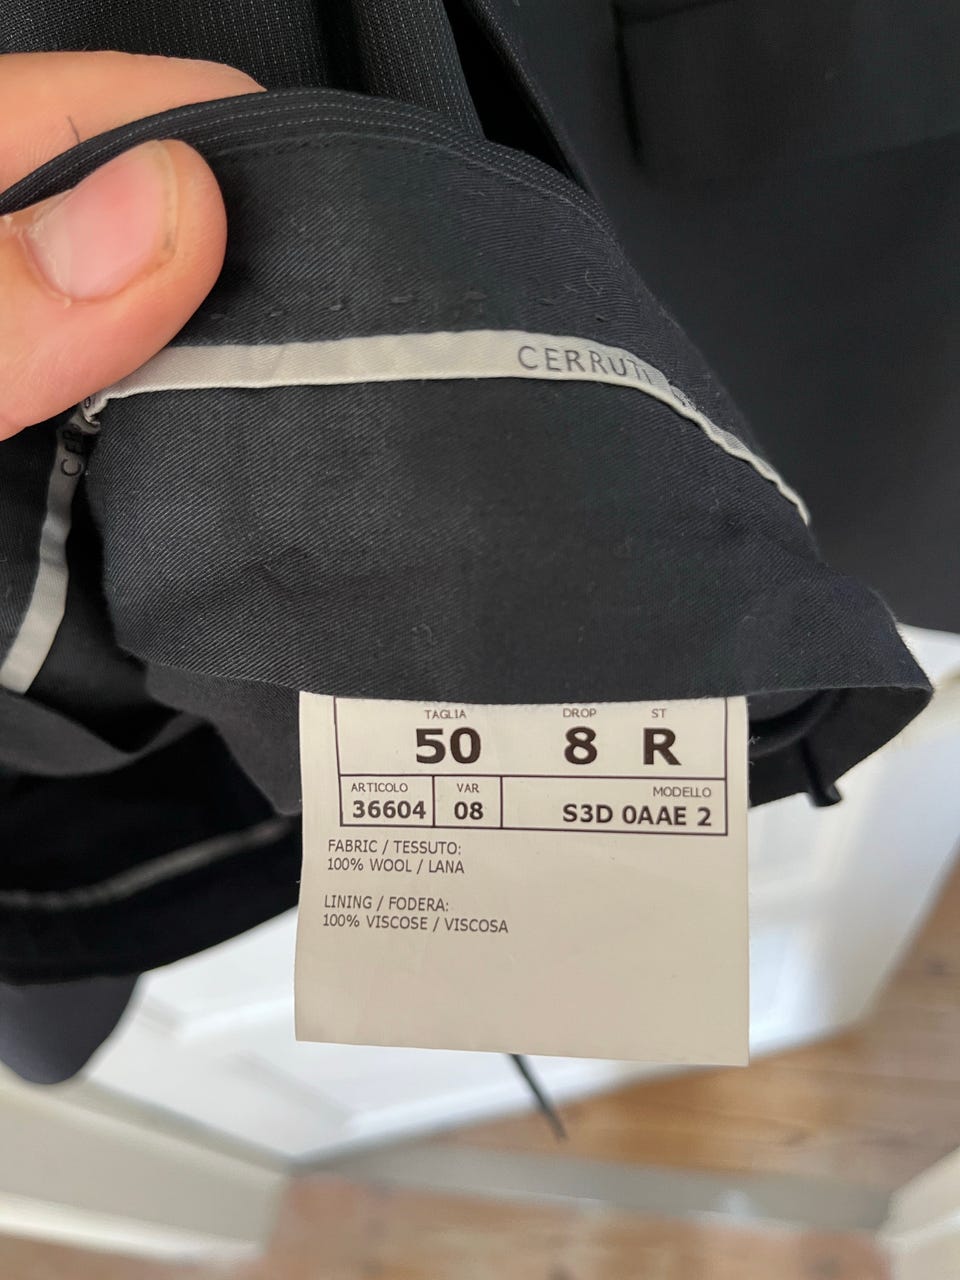 CERRUTI
CER
TAGLIA DROP ST
50 8 R
ARTICOLO VAR MODELLO
36604 08 S3D 0AAE 2
FABRIC / TESSUTO:
100% WOOL / LANA
LINING / FODERA:
100% VISCOSE / VISCOSA